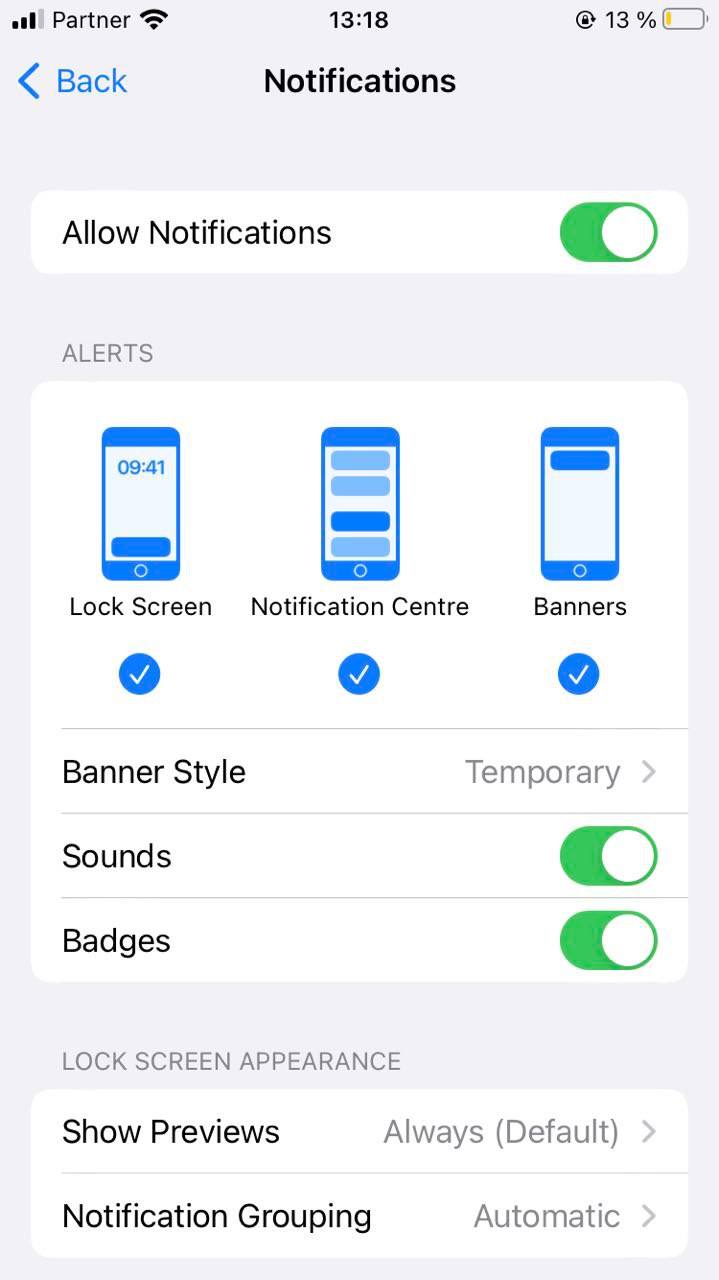 Partner 13:18 13 %
Back Notifications
Allow Notifications
ALERTS
09:41
Lock Screen Notification Centre Banners
Banner Style Temporary
Sounds
Badges
LOCK SCREEN APPEARANCE
Show Previews Always (Default)
Notification Grouping Automatic